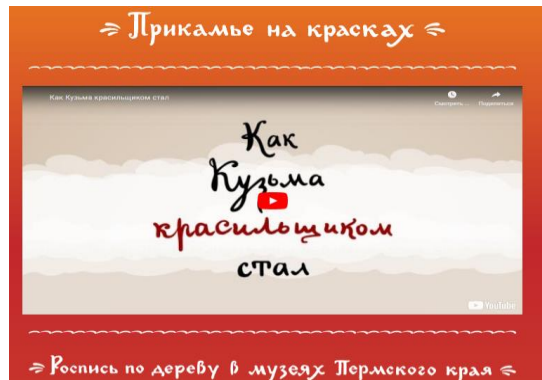 Прикамье на красках
Как Кузьма красильщиком стал
Смотреть ... Поделиться
Как
Кузьма
красильщиком
стал
YouTube
Роспись по дереву в музеях Пермского края